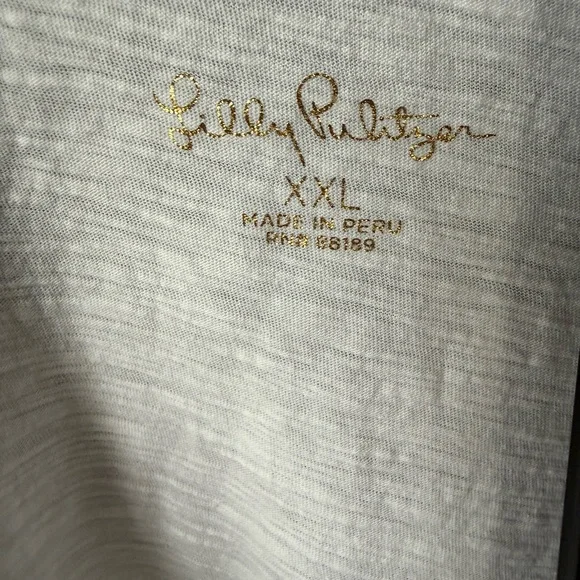 Lilly Pulitzer
XXL
MADE IN PERU
RN# 98189